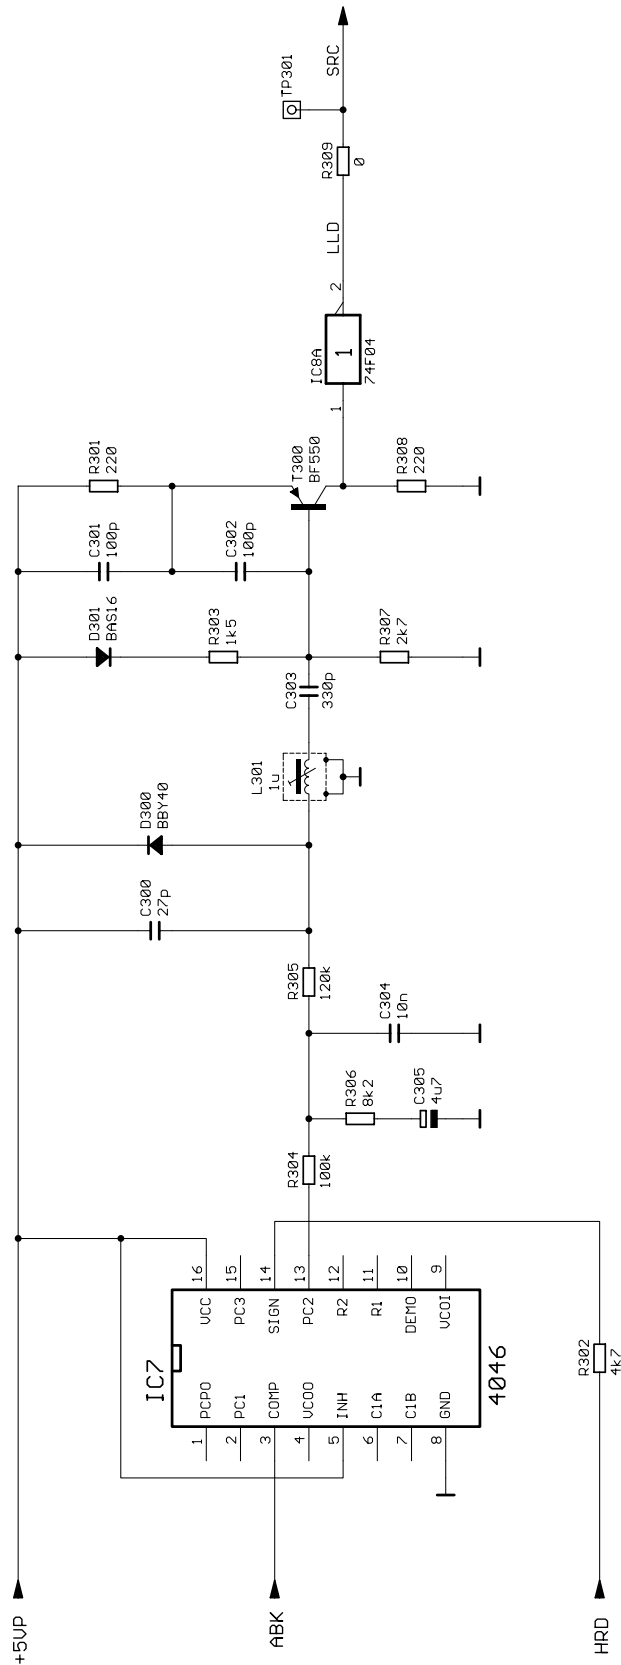 SRC
TP301
R309
0
LLD
2
IC8A
1
74F04
1
R301
220
T300
BF550
R308
220
C301
100p
C302
100p
D301
BAS16
R303
1k5
R307
2k7
C303
330p
L301
1u
D300
BBY40
C300
27p
R305
120k
C304
10n
R306
8k2
C305
4u7
R304
100k
16
15
14
13
12
11
10
9
VCC
PC3
SIGN
PC2
R2
R1
DEMO
VCOI
IC7
4046
PCPO
PC1
COMP
VCOO
INH
C1A
C1B
GND
1
2
3
4
5
6
7
8
R302
4k7
+5VP
ABK
HRD